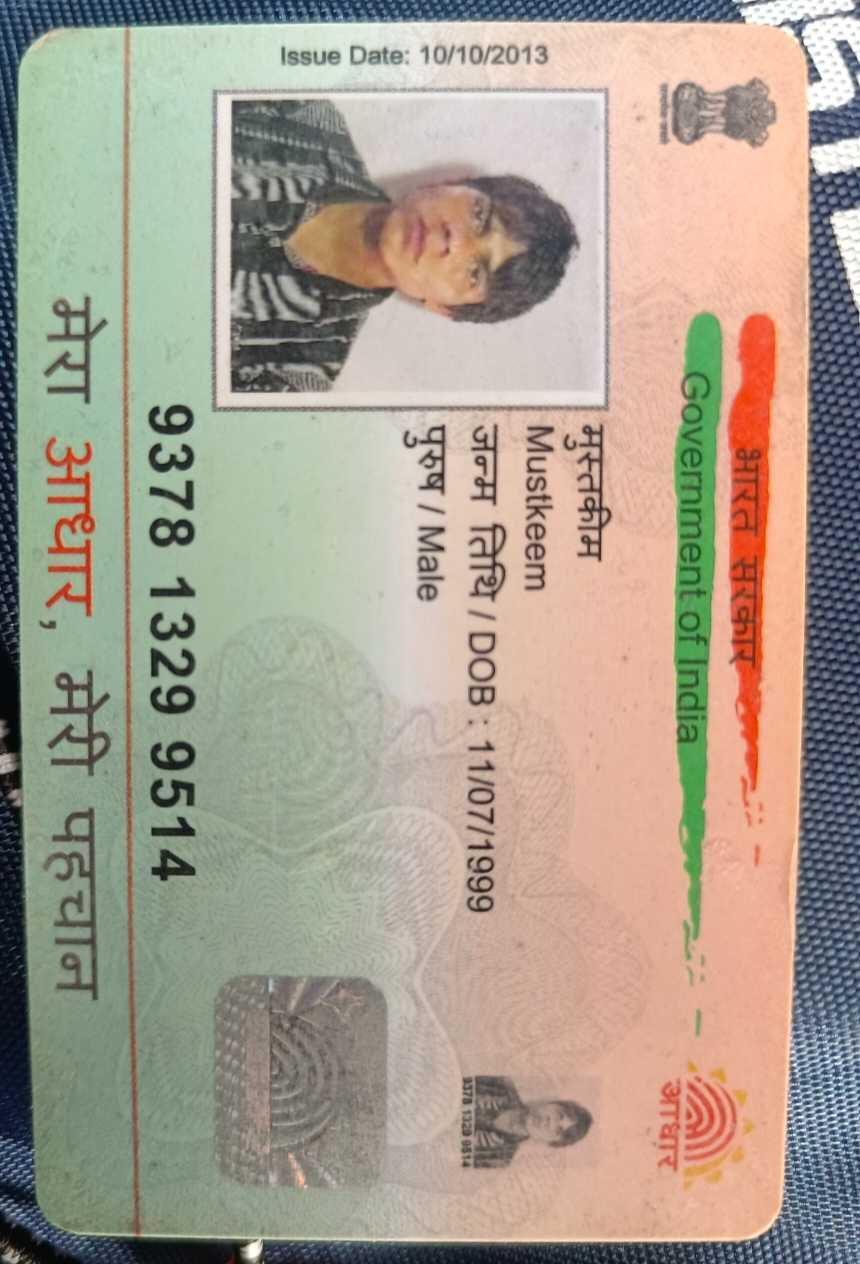 भारत सरकार
Government of India
Issue Date: 10/10/2013
मुस्तकीम
Mustkeem
जन्म तिथि / DOB : 11/07/1999
पुरुष / Male
9378 1329 9514
9378 1329 9514
आधार
मेरा आधार, मेरी पहचान